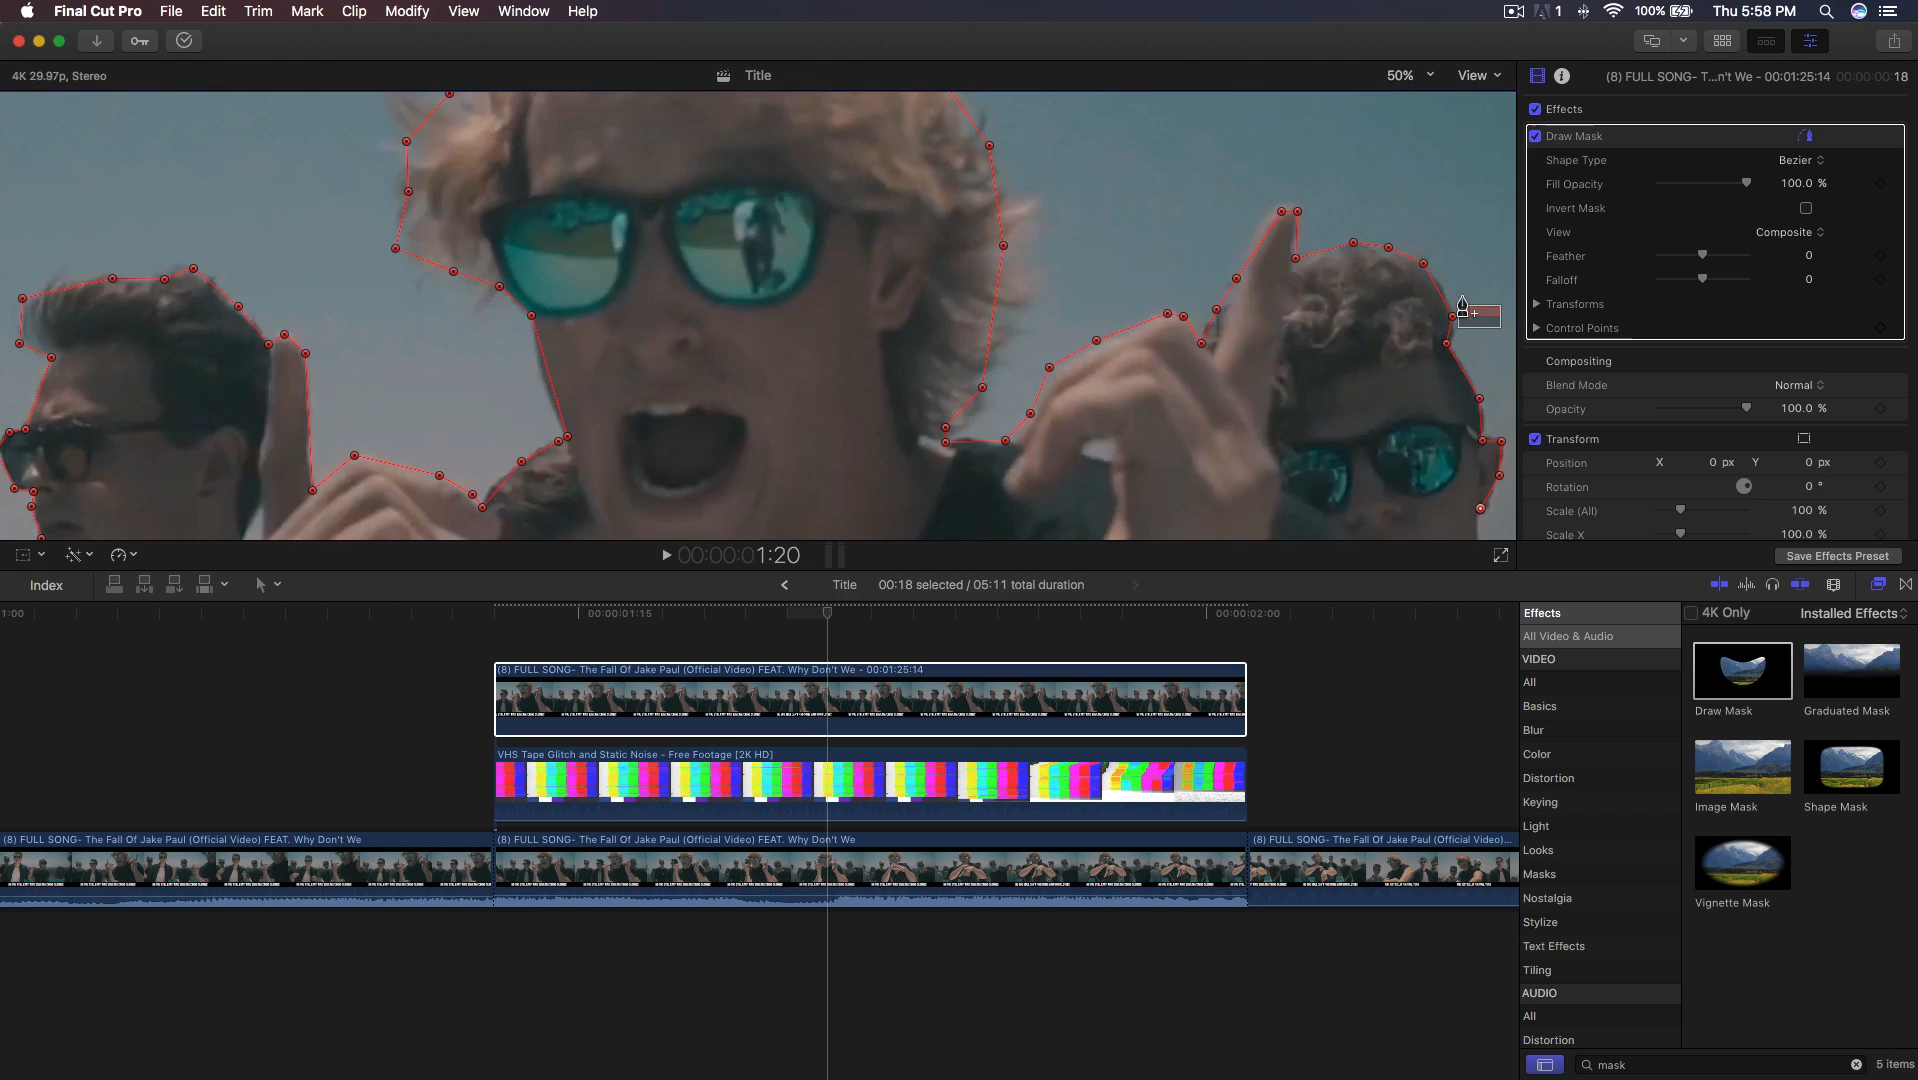 Final Cut Pro File Edit Trim Mark Clip Modify View Window Help
1 100% Thu 5:58 PM
4K 29.97p, Stereo
Title
50% View
(8) FULL SONG- T...n't We - 00:01:25:14 00:00:00:18
Effects
Draw Mask
Shape Type Bezier
Fill Opacity 100.0 %
Invert Mask
View Composite
Feather 0
Falloff 0
Transforms
Control Points
Compositing
Blend Mode Normal
Opacity 100.0 %
Transform
Position X 0 px Y 0 px
Rotation 0 °
Scale (All) 100 %
Scale X 100.0 %
00:00:01:20
Save Effects Preset
Index
Title 00:18 selected / 05:11 total duration
1:00 00:00:01:15 00:00:02:00
(8) FULL SONG- The Fall Of Jake Paul (Official Video) FEAT. Why Don't We - 00:01:25:14
VHS Tape Glitch and Static Noise - Free Footage [2K HD]
(8) FULL SONG- The Fall Of Jake Paul (Official Video) FEAT. Why Don't We
(8) FULL SONG- The Fall Of Jake Paul (Official Video) FEAT. Why Don't We
(8) FULL SONG- The Fall Of Jake Paul (Official Video)...
Effects
All Video & Audio
VIDEO
All
Basics
Blur
Color
Distortion
Keying
Light
Looks
Masks
Nostalgia
Stylize
Text Effects
Tiling
AUDIO
All
Distortion
4K Only Installed Effects
Draw Mask
Graduated Mask
Image Mask
Shape Mask
Vignette Mask
mask
5 items